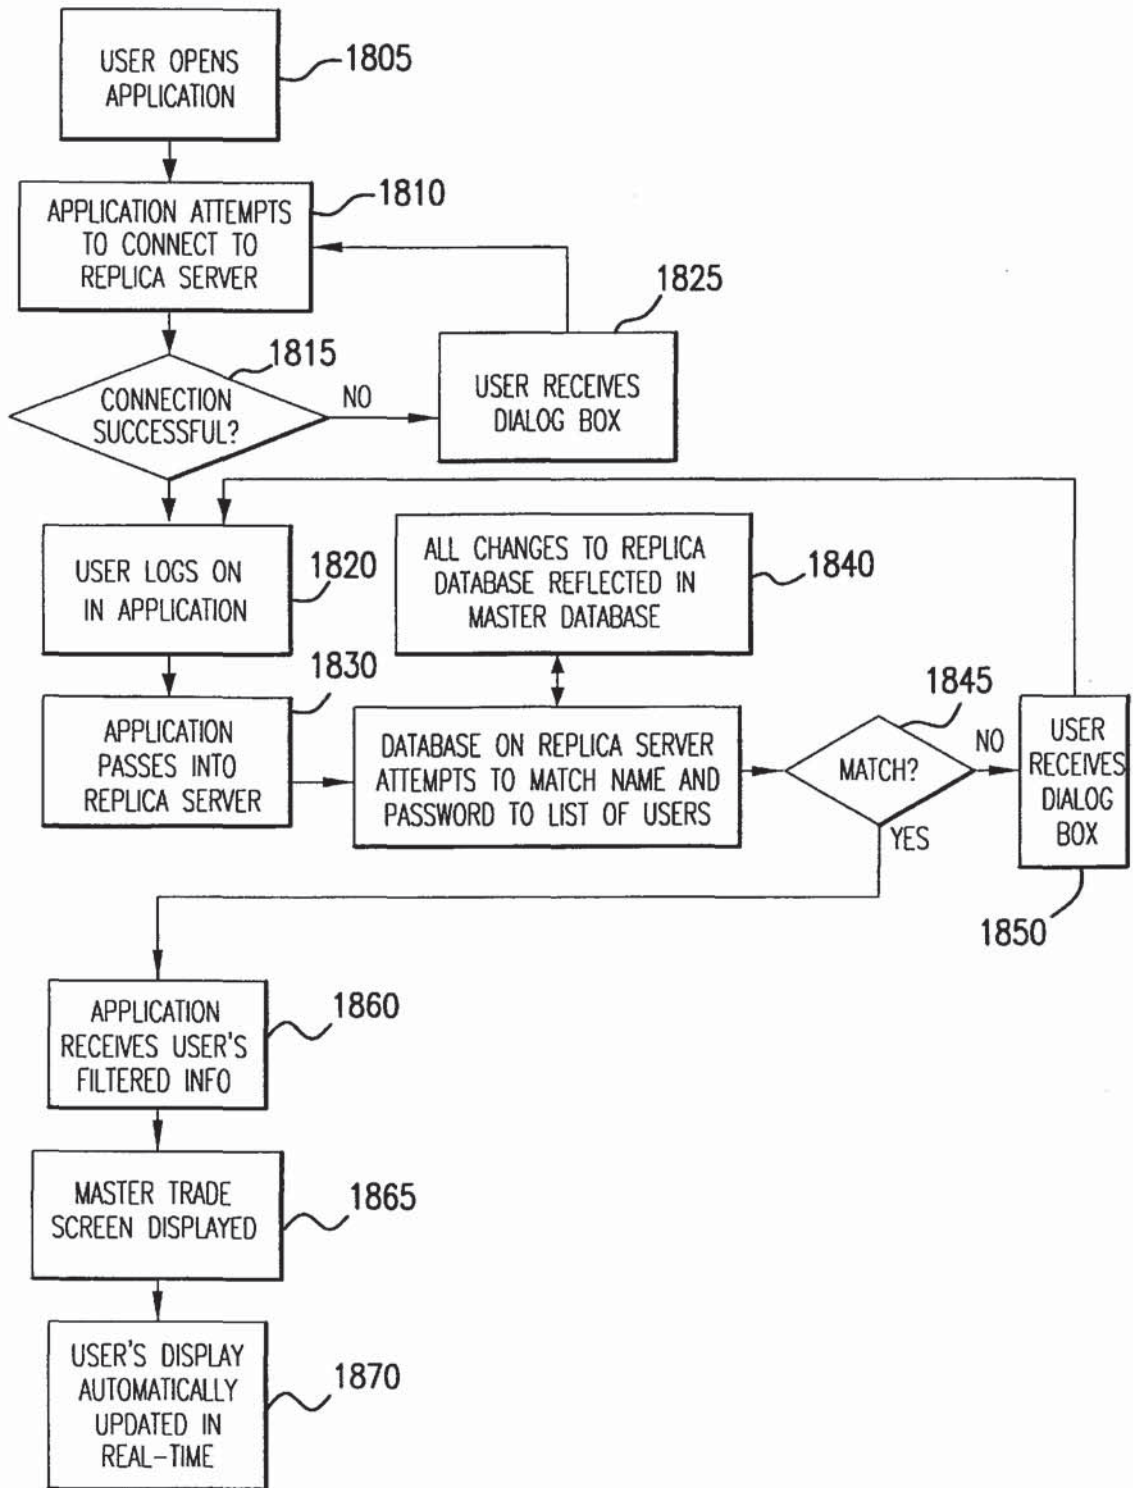 USER OPENS
APPLICATION
1805
APPLICATION ATTEMPTS
TO CONNECT TO
REPLICA SERVER
1810
CONNECTION
SUCCESSFUL?
1815
NO
USER RECEIVES
DIALOG BOX
1825
USER LOGS ON
IN APPLICATION
1820
APPLICATION
PASSES INTO
REPLICA SERVER
1830
ALL CHANGES TO REPLICA
DATABASE REFLECTED IN
MASTER DATABASE
1840
DATABASE ON REPLICA SERVER
ATTEMPTS TO MATCH NAME AND
PASSWORD TO LIST OF USERS
MATCH?
1845
NO
YES
USER
RECEIVES
DIALOG
BOX
1850
APPLICATION
RECEIVES USER'S
FILTERED INFO
1860
MASTER TRADE
SCREEN DISPLAYED
1865
USER'S DISPLAY
AUTOMATICALLY
UPDATED IN
REAL-TIME
1870